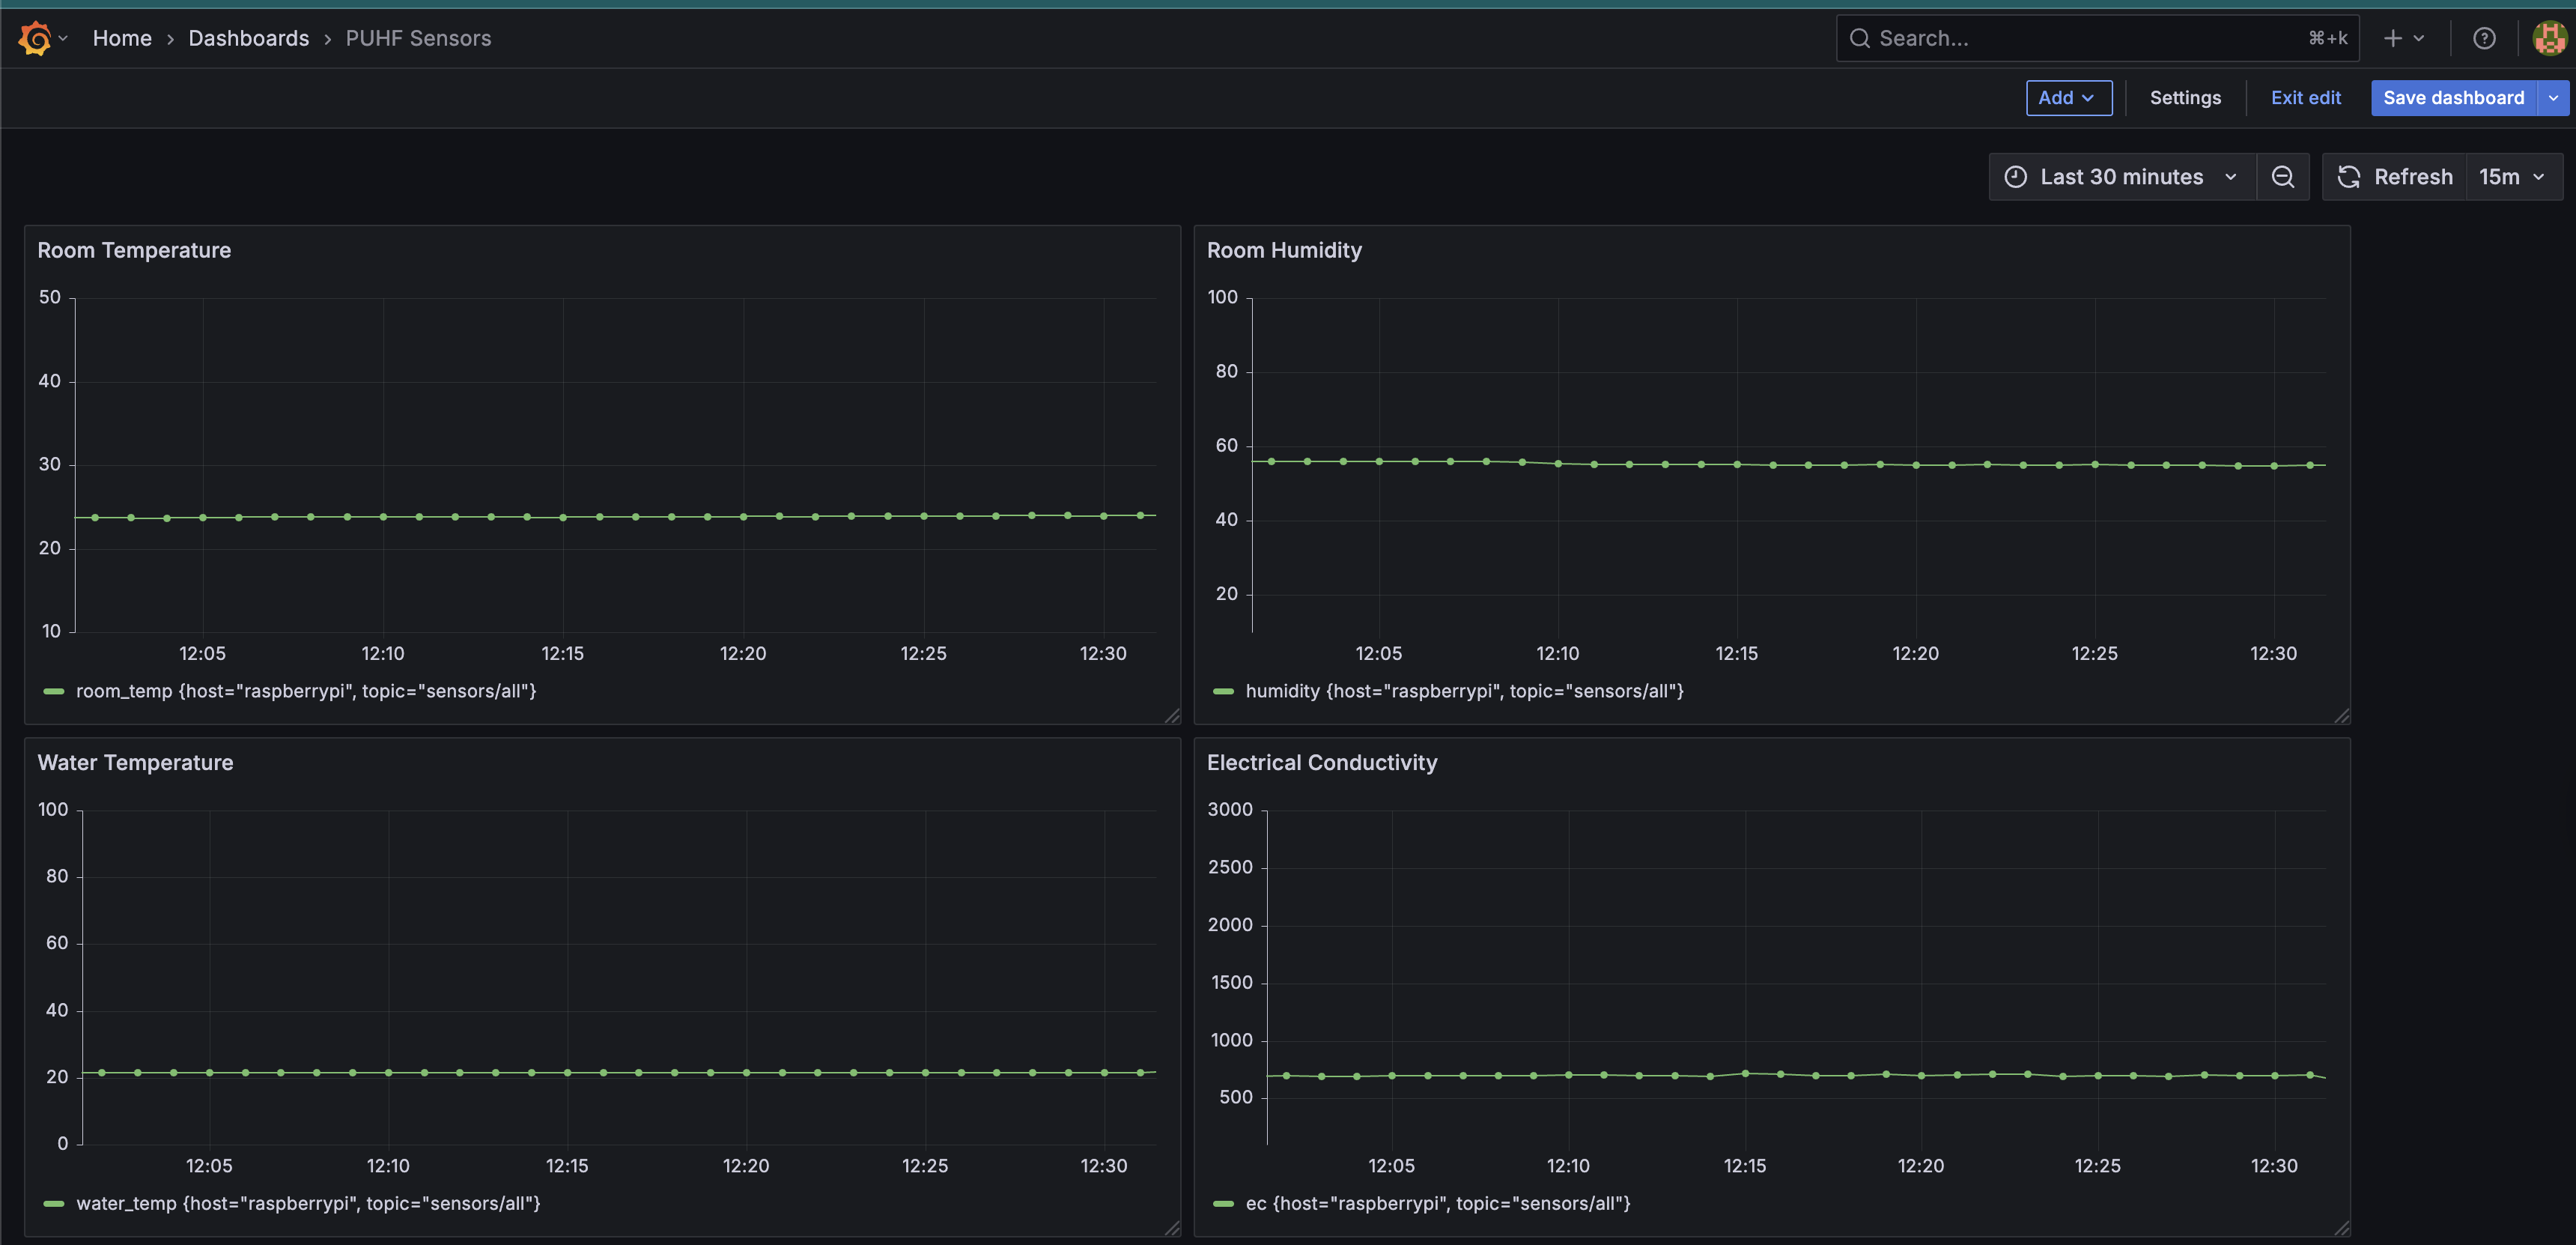 Home › Dashboards › PUHF Sensors
Search...
⌘+k
Add
Settings
Exit edit
Save dashboard
Last 30 minutes
Refresh
15m
Room Temperature
50
40
30
20
10
12:05 12:10 12:15 12:20 12:25 12:30
room_temp {host="raspberrypi", topic="sensors/all"}
Room Humidity
100
80
60
40
20
12:05 12:10 12:15 12:20 12:25 12:30
humidity {host="raspberrypi", topic="sensors/all"}
Water Temperature
100
80
60
40
20
0
12:05 12:10 12:15 12:20 12:25 12:30
water_temp {host="raspberrypi", topic="sensors/all"}
Electrical Conductivity
3000
2500
2000
1500
1000
500
12:05 12:10 12:15 12:20 12:25 12:30
ec {host="raspberrypi", topic="sensors/all"}